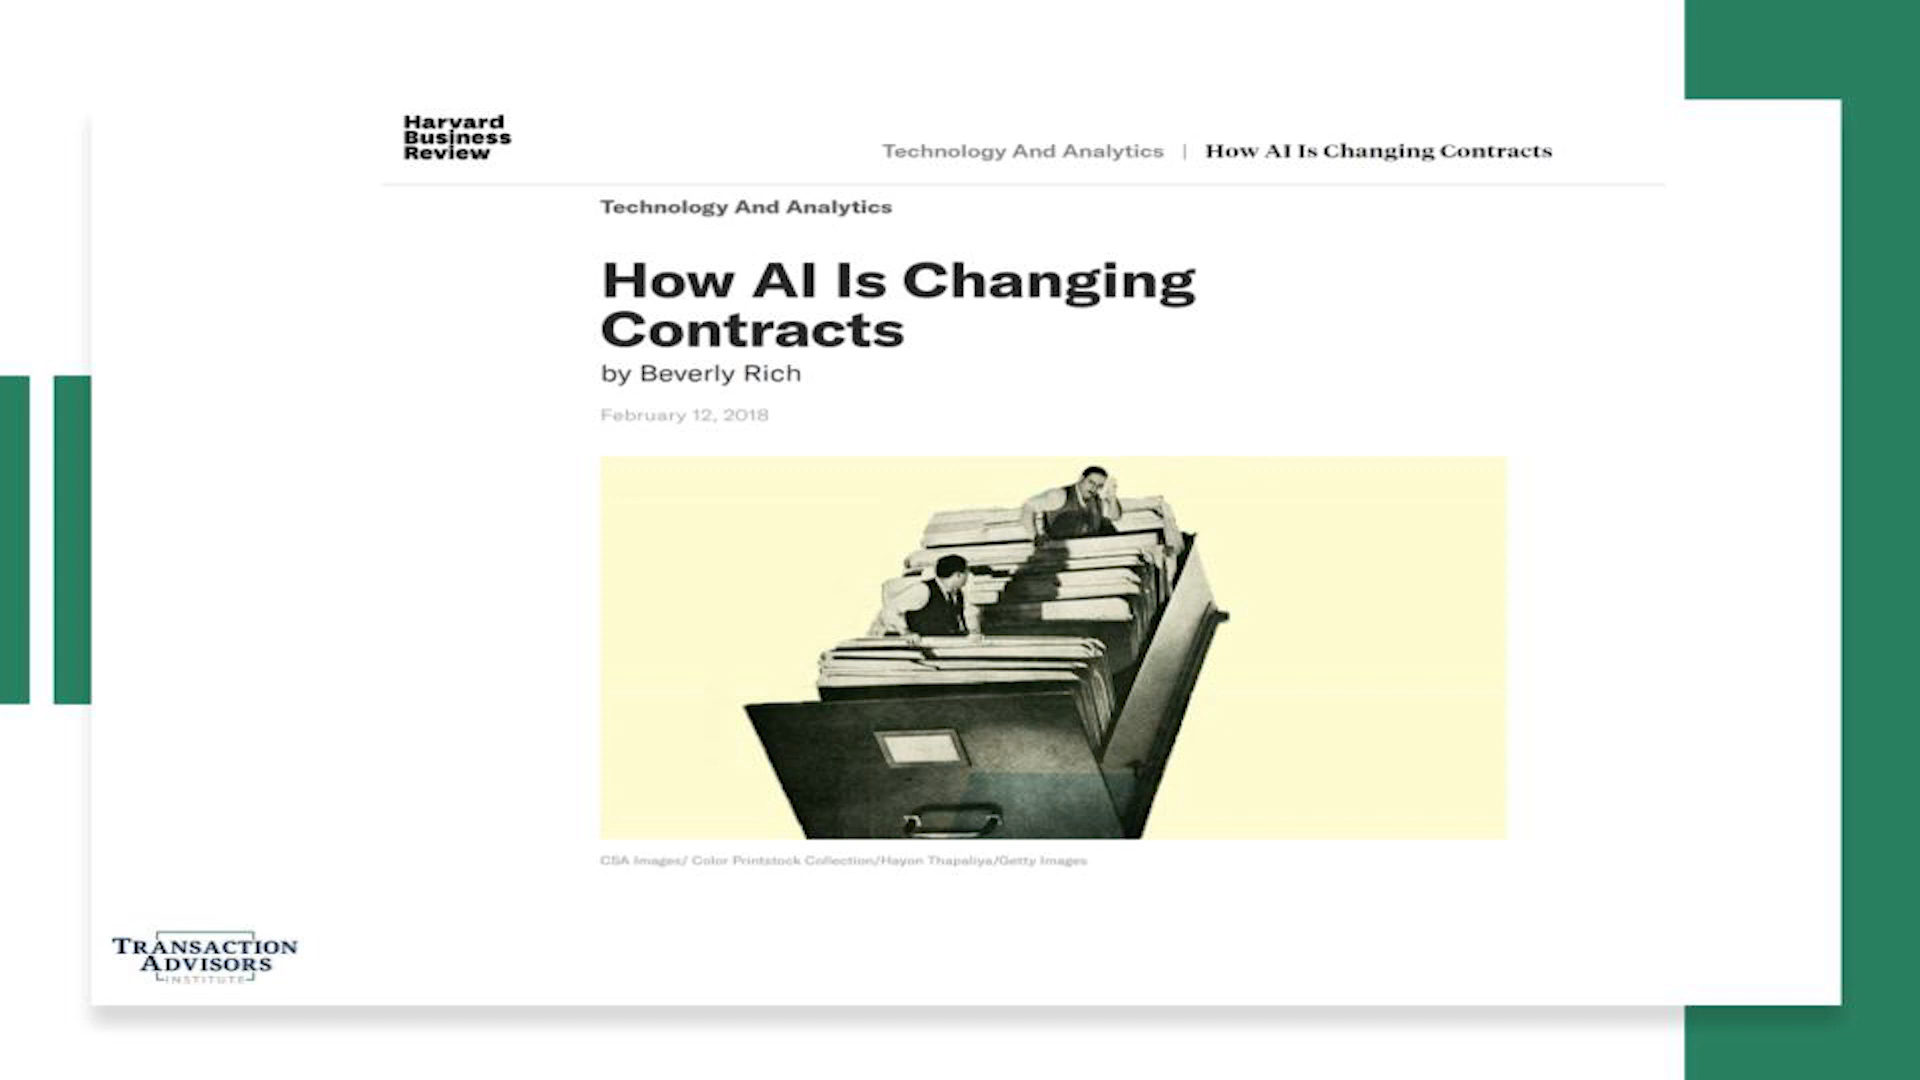 Harvard
Business
Review
Technology And Analytics | How AI Is Changing Contracts
Technology And Analytics
How AI Is Changing
Contracts
by Beverly Rich
February 12, 2018
CSA Images/ Color Printstock Collection/Hayon Thapaliya/Getty Images
TRANSACTION
ADVISORS
INSTITUTE